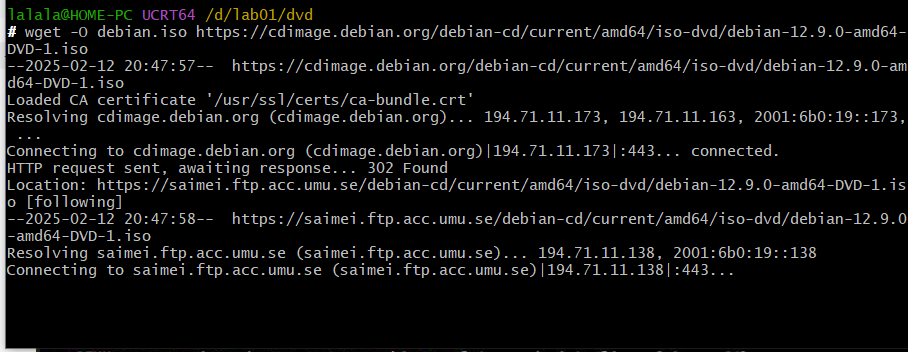 lalala@HOME-PC UCRT64 /d/lab01/dvd
# wget -O debian.iso https://cdimage.debian.org/debian-cd/current/amd64/iso-dvd/debian-12.9.0-amd64-
DVD-1.iso
--2025-02-12 20:47:57--  https://cdimage.debian.org/debian-cd/current/amd64/iso-dvd/debian-12.9.0-am
d64-DVD-1.iso
Loaded CA certificate '/usr/ssl/certs/ca-bundle.crt'
Resolving cdimage.debian.org (cdimage.debian.org)... 194.71.11.173, 194.71.11.163, 2001:6b0:19::173,
 ...
Connecting to cdimage.debian.org (cdimage.debian.org)|194.71.11.173|:443... connected.
HTTP request sent, awaiting response... 302 Found
Location: https://saimei.ftp.acc.umu.se/debian-cd/current/amd64/iso-dvd/debian-12.9.0-amd64-DVD-1.is
o [following]
--2025-02-12 20:47:58--  https://saimei.ftp.acc.umu.se/debian-cd/current/amd64/iso-dvd/debian-12.9.0
-amd64-DVD-1.iso
Resolving saimei.ftp.acc.umu.se (saimei.ftp.acc.umu.se)... 194.71.11.138, 2001:6b0:19::138
Connecting to saimei.ftp.acc.umu.se (saimei.ftp.acc.umu.se)|194.71.11.138|:443...